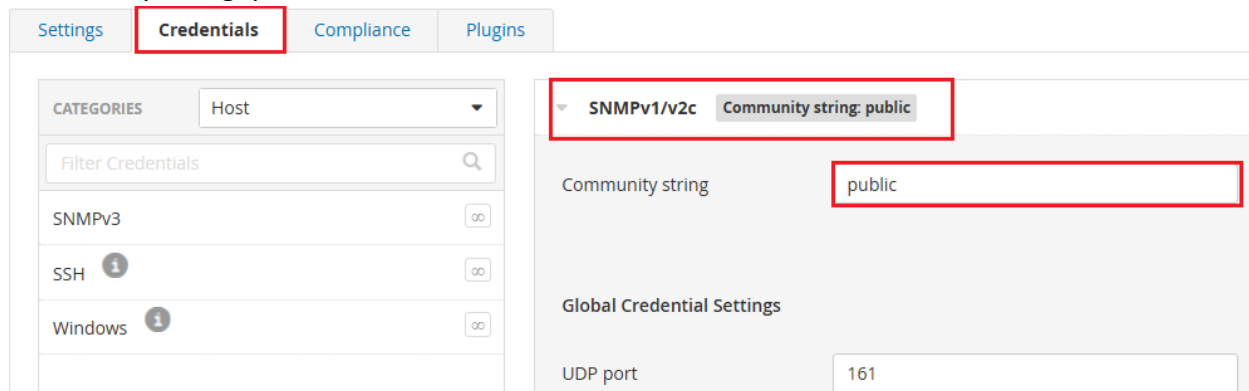 Settings Credentials Compliance Plugins
CATEGORIES Host
Filter Credentials
SNMPv3
SSH
Windows
SNMPv1/v2c Community string: public
Community string public
Global Credential Settings
UDP port 161